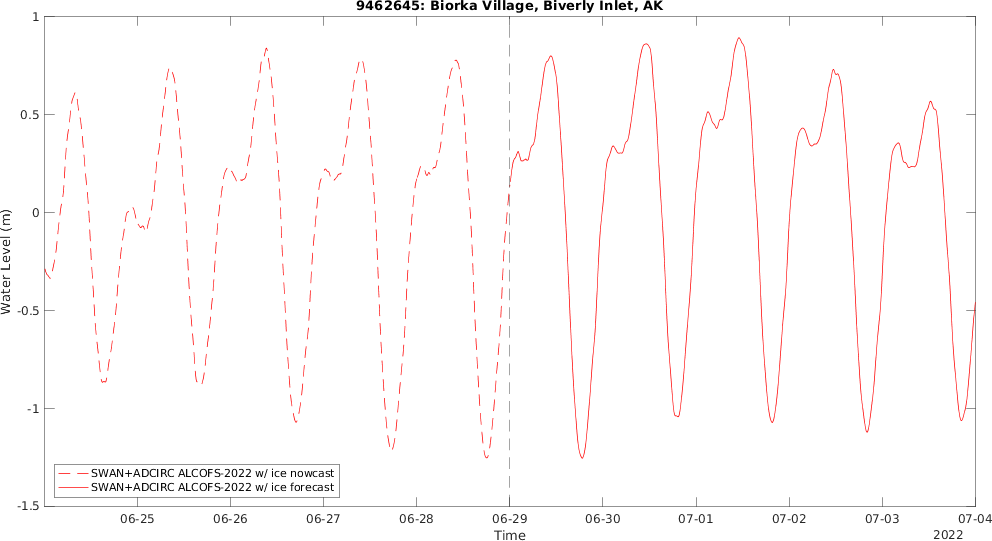 9462645: Biorka Village, Biverly Inlet, AK
1
0.5
0
-0.5
-1
-1.5
Water Level (m)
SWAN+ADCIRC ALCOFS-2022 w/ ice nowcast
SWAN+ADCIRC ALCOFS-2022 w/ ice forecast
06-25 06-26 06-27 06-28 06-29 06-30 07-01 07-02 07-03 07-04
Time
2022